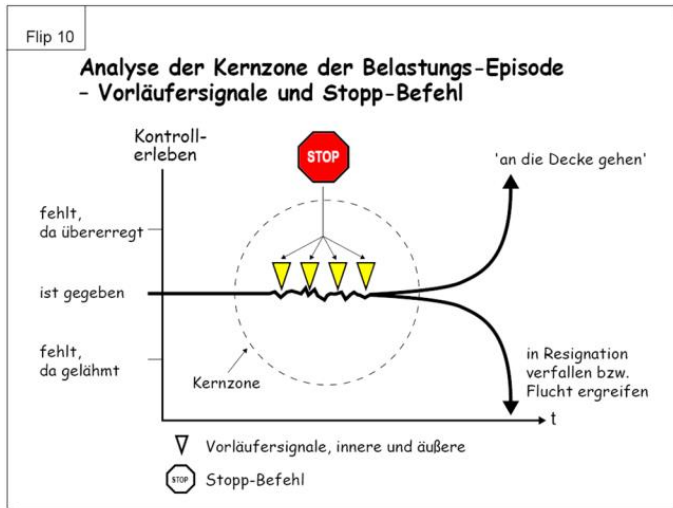 Flip 10
Analyse der Kernzone der Belastungs-Episode
– Vorläufersignale und Stopp-Befehl
Kontroll-
erleben
STOP
'an die Decke gehen'
fehlt,
da übererregt
ist gegeben
fehlt,
da gelähmt
Kernzone
in Resignation
verfallen bzw.
Flucht ergreifen
t
Vorläufersignale, innere und äußere
STOP
Stopp-Befehl